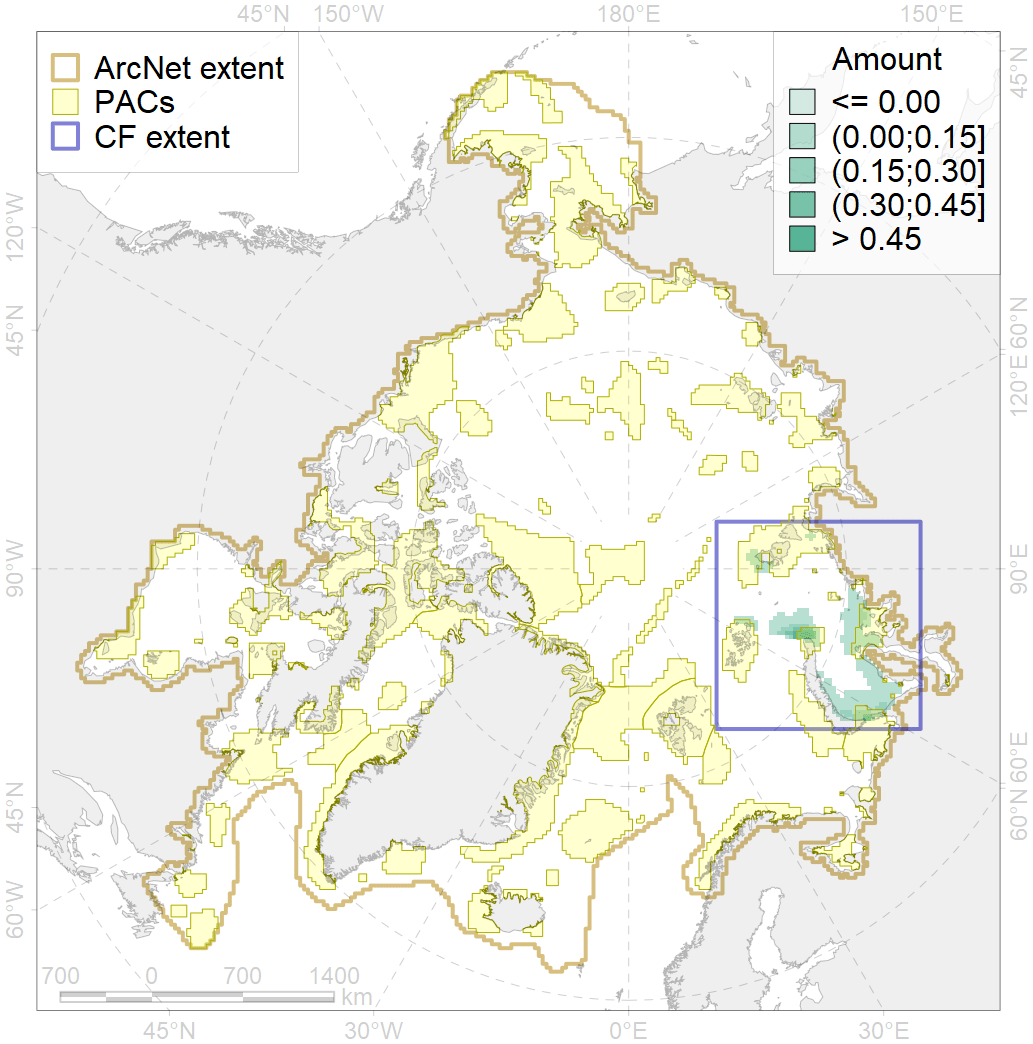 45°N 150°W 180°E 150°E
ArcNet extent
PACs
CF extent
Amount
<= 0.00
(0.00;0.15]
(0.15;0.30]
(0.30;0.45]
> 0.45
45°N
120°W
60°N
45°N
120°E
90°W
90°E
45°N
60°N
60°E
60°W
700 0 700 1400
km
45°N 30°W 0°E 30°E